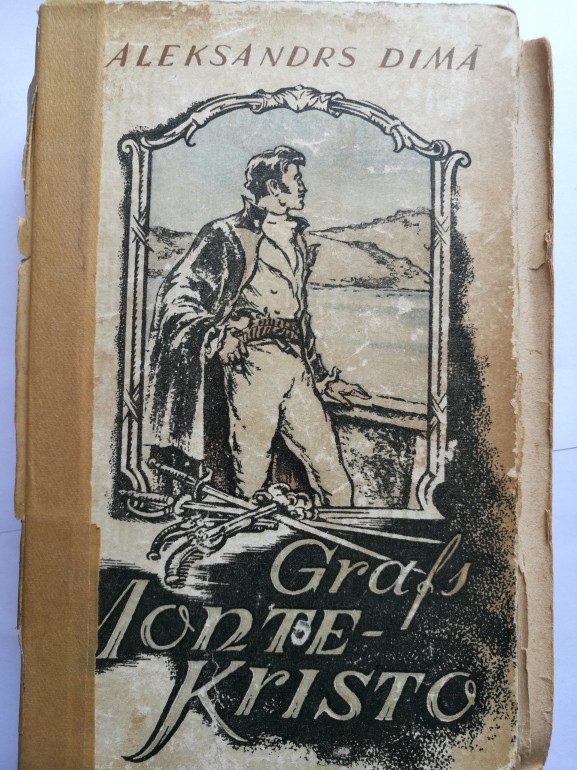 ALEKSANDRS DIMĀ
Grafs
MONTE-
KRISTO